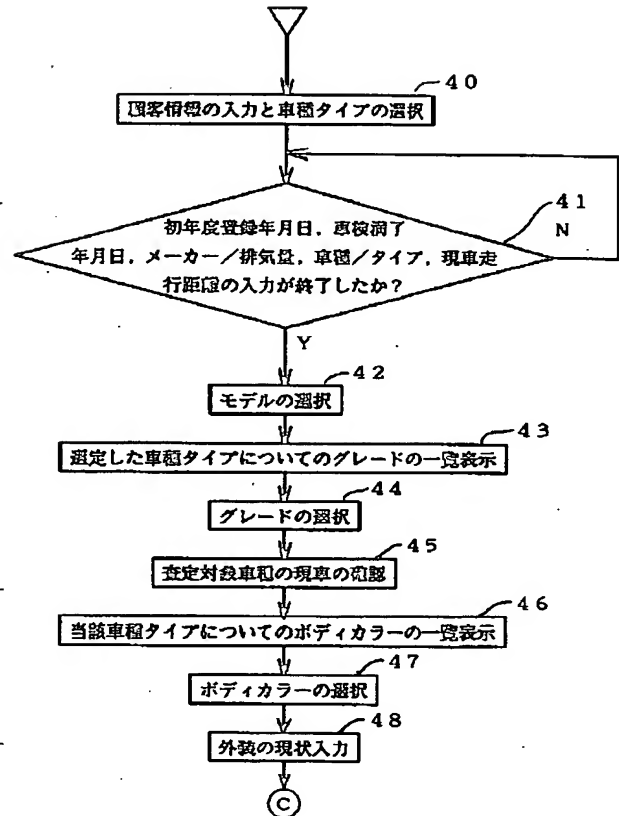 40
顧客情報の入力と車種タイプの選択
41
N
初年度登録年月日，車検満了
年月日，メーカー／排気量，車種／タイプ，現車走
行距離の入力が終了したか？
Y
42
モデルの選択
43
選定した車種タイプについてのグレードの一覧表示
44
グレードの選択
45
査定対象車種の現車の確認
46
当該車種タイプについてのボディカラーの一覧表示
47
ボディカラーの選択
48
外装の現状入力
C